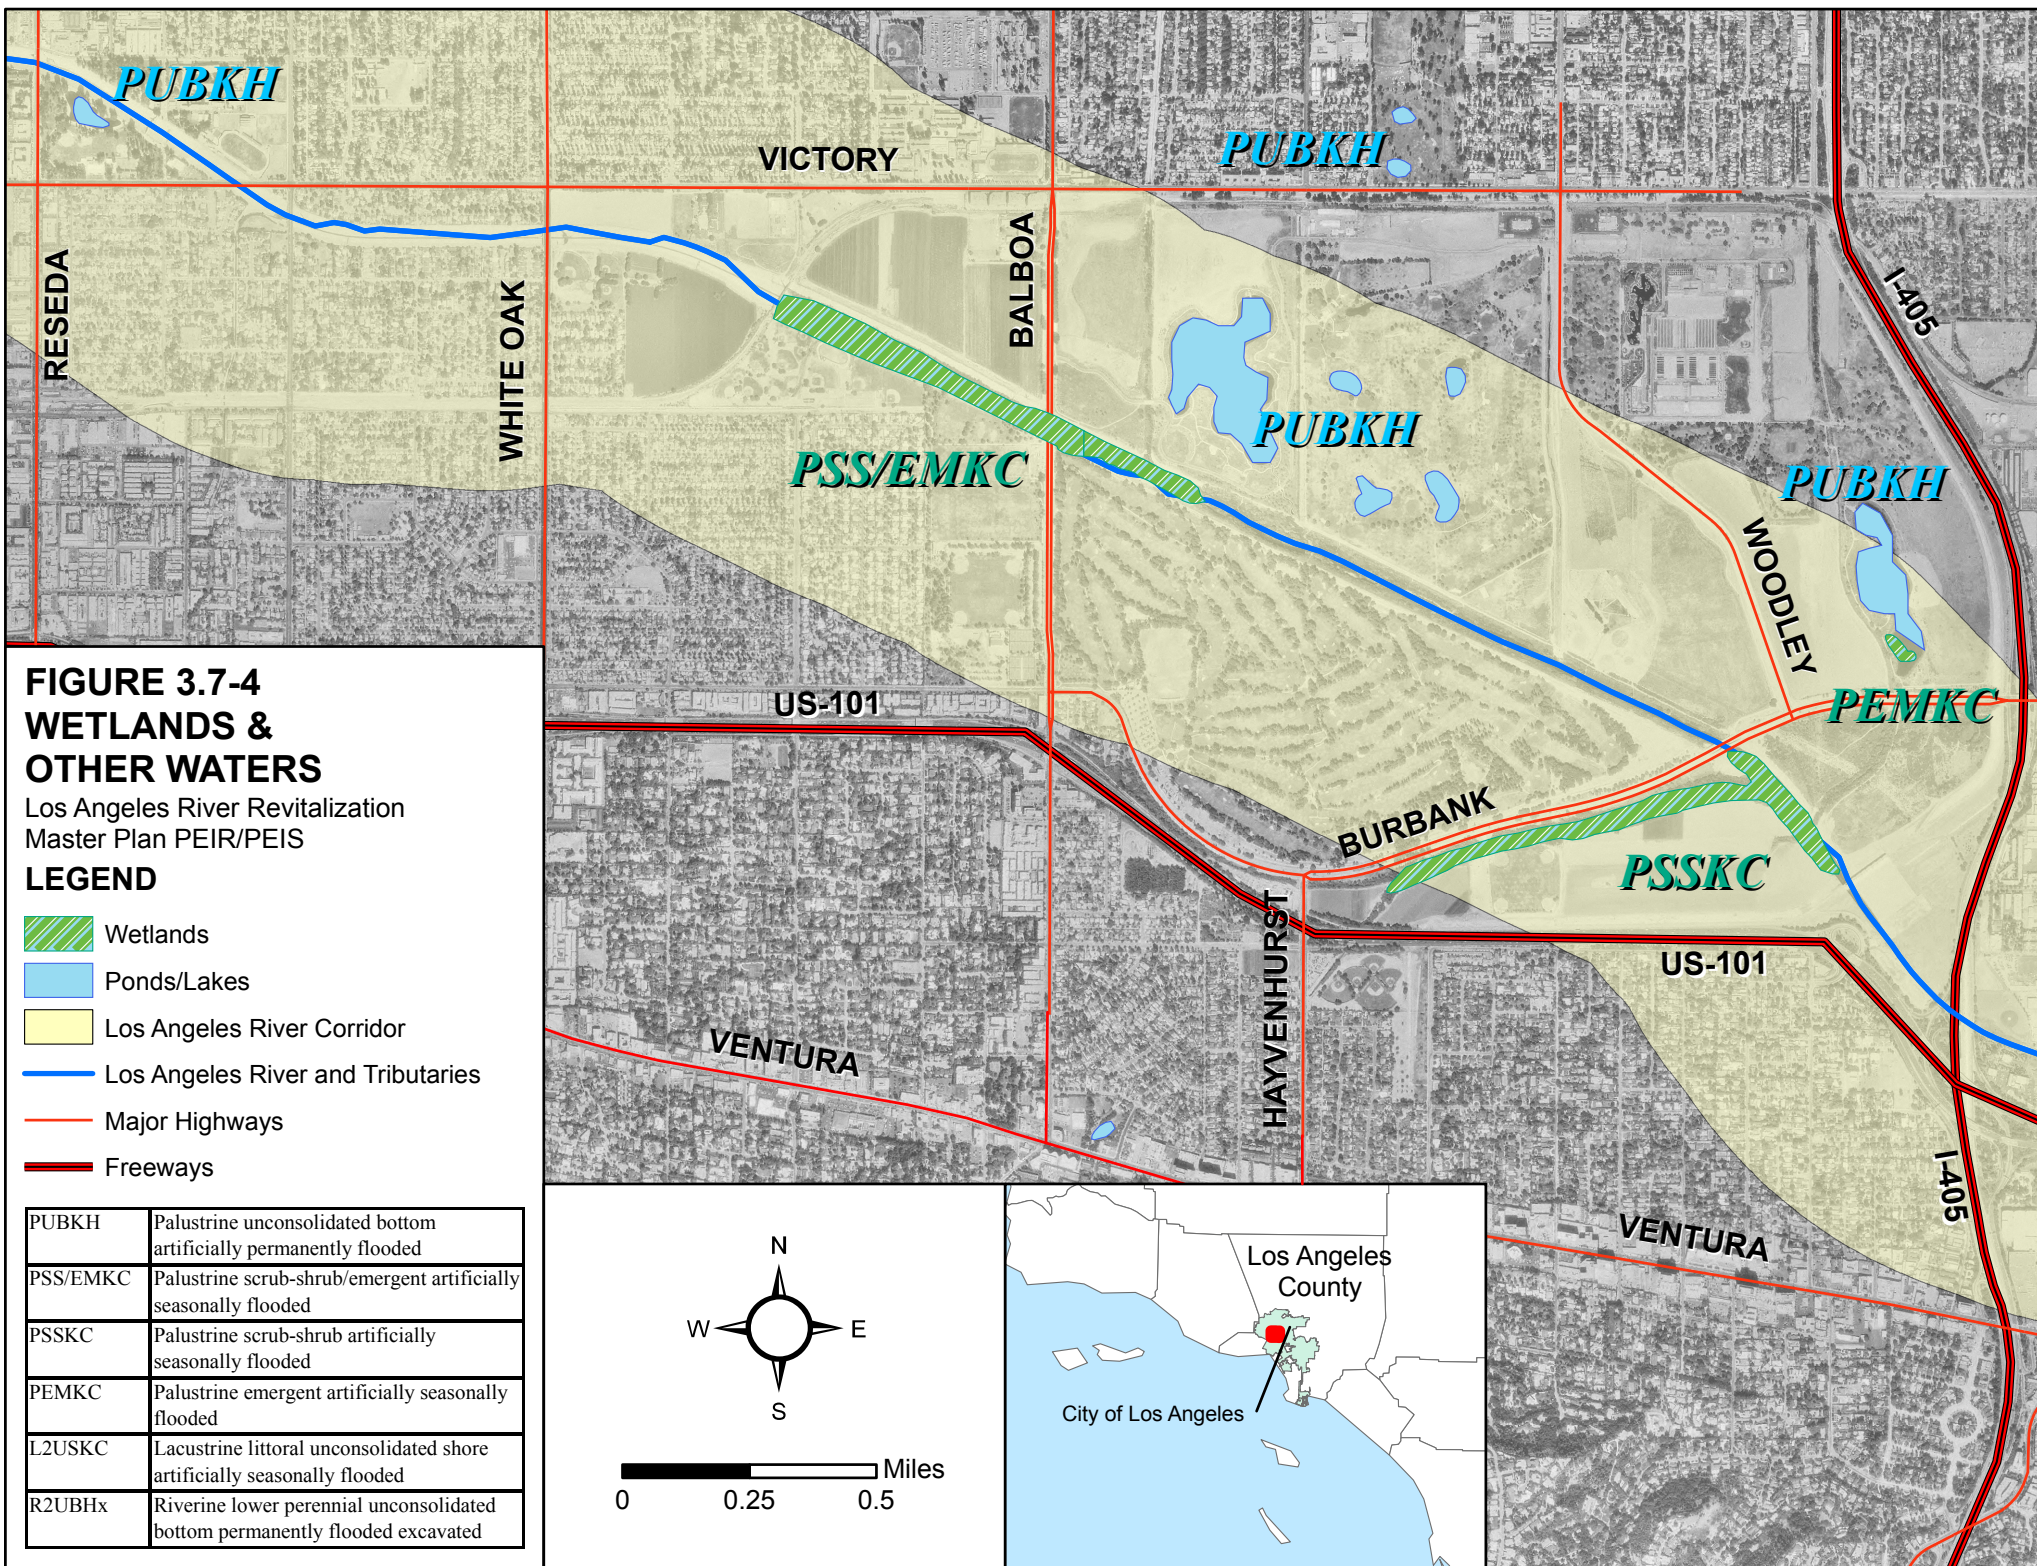 PUBKH
VICTORY
PUBKH
RESEDA
WHITE OAK
BALBOA
I-405
PUBKH
PSS/EMKC
PUBKH
WOODLEY
PEMKC
US-101
BURBANK
PSSKC
HAYVENHURST
US-101
VENTURA
I-405
VENTURA
FIGURE 3.7-4
WETLANDS &
OTHER WATERS
Los Angeles River Revitalization
Master Plan PEIR/PEIS
LEGEND
Wetlands
Ponds/Lakes
Los Angeles River Corridor
Los Angeles River and Tributaries
Major Highways
Freeways
PUBKH Palustrine unconsolidated bottom
artificially permanently flooded
PSS/EMKC Palustrine scrub-shrub/emergent artificially
seasonally flooded
PSSKC Palustrine scrub-shrub artificially
seasonally flooded
PEMKC Palustrine emergent artificially seasonally
flooded
L2USKC Lacustrine littoral unconsolidated shore
artificially seasonally flooded
R2UBHx Riverine lower perennial unconsolidated
bottom permanently flooded excavated
N
W E
S
Miles
0 0.25 0.5
Los Angeles
County
City of Los Angeles